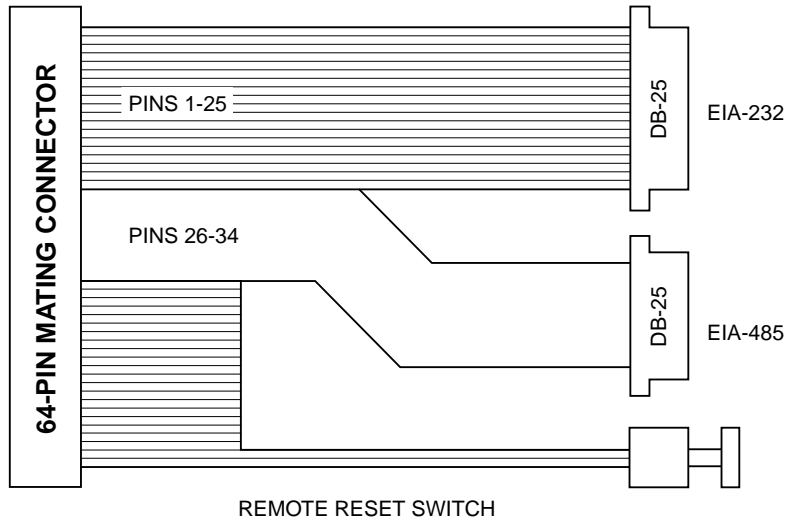 64-PIN MATING CONNECTOR
PINS 1-25
DB-25
EIA-232
PINS 26-34
DB-25
EIA-485
REMOTE RESET SWITCH